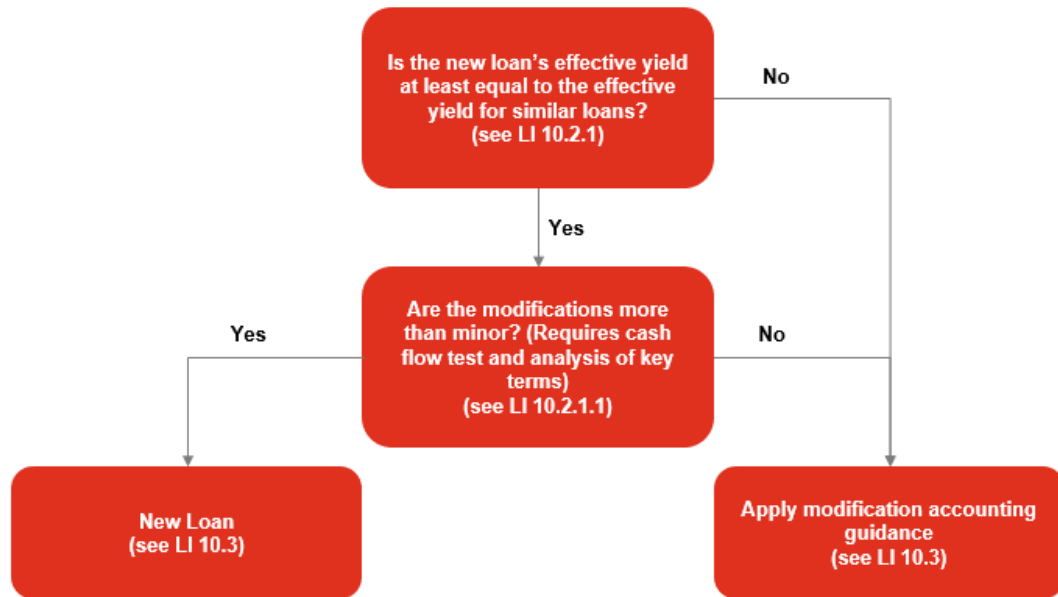 Is the new loan’s effective yield
at least equal to the effective
yield for similar loans?
(see LI 10.2.1)
No
Yes
Are the modifications more
than minor? (Requires cash
flow test and analysis of key
terms)
(see LI 10.2.1.1)
Yes
No
New Loan
(see LI 10.3)
Apply modification accounting
guidance
(see LI 10.3)